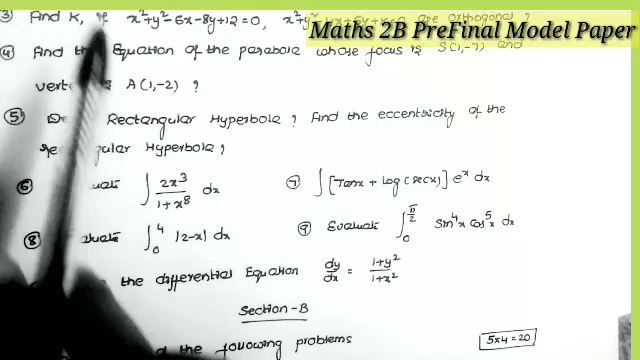 ③ Find K, if x²+y²-6x-8y+12=0, x²+y² 4x+6y+K=0 are orthogonal?
Maths 2B PreFinal Model Paper
④ Find the Equation of the parabola whose focus is S(1,-7) and
vertex is A(1,-2) ?
⑤ Rectangular Hyperbola ? Find the eccentricity of the
Rectangular Hyperbola ?
⑥ ∫ 2x³/(1+x⁸) dx ⑦ ∫ [Tanx + log(secx)] eˣ dx
⑧ ∫₀⁴ |2-x| dx ⑨ Evaluate ∫₀^(π/2) sin⁴x cos⁵x dx
the differential Equation dy/dx = (1+y²)/(1+x²)
Section-B
the following problems 5x4=20